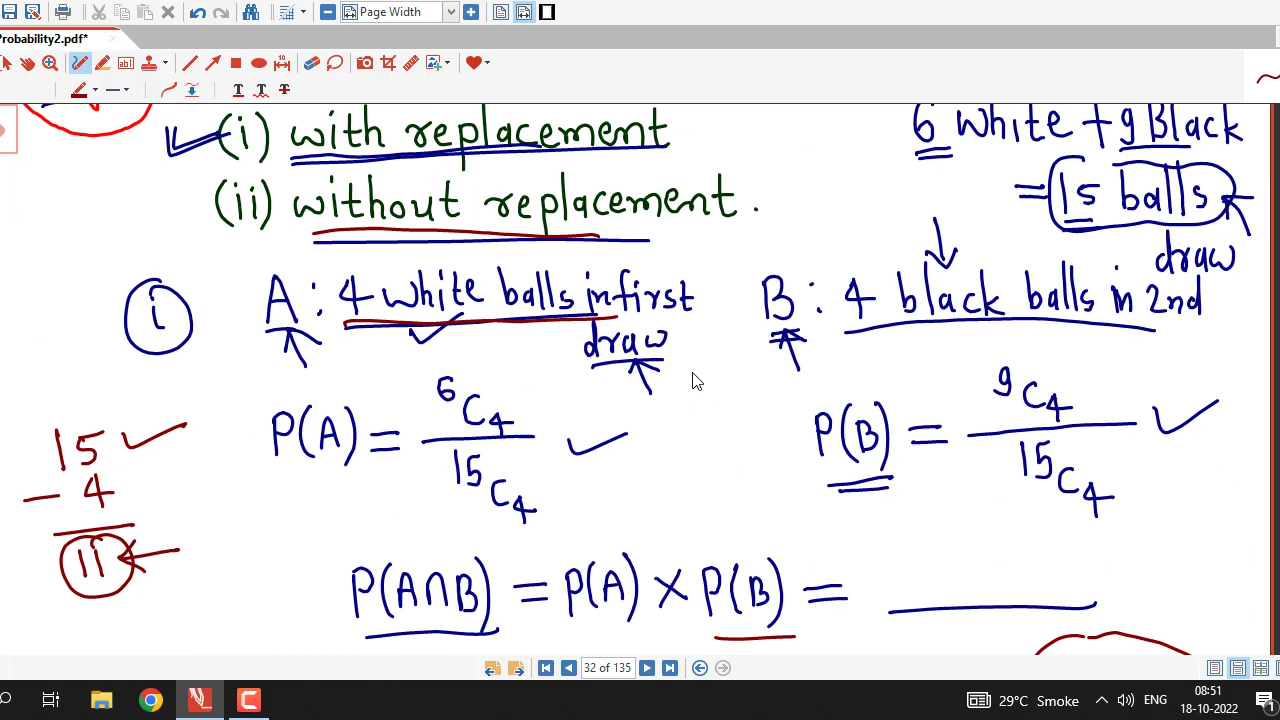 Page Width
Probability2.pdf*
(i) with replacement
(ii) without replacement.
6 White + 9 Black
= 15 balls
draw
i
A : 4 white balls in first
draw
B : 4 black balls in 2nd
P(A) = 6C4
15C4
P(B) = 9C4
15C4
15
- 4
11
P(A∩B) = P(A) × P(B) =
32 of 135
29°C Smoke
ENG
08:51
18-10-2022
1